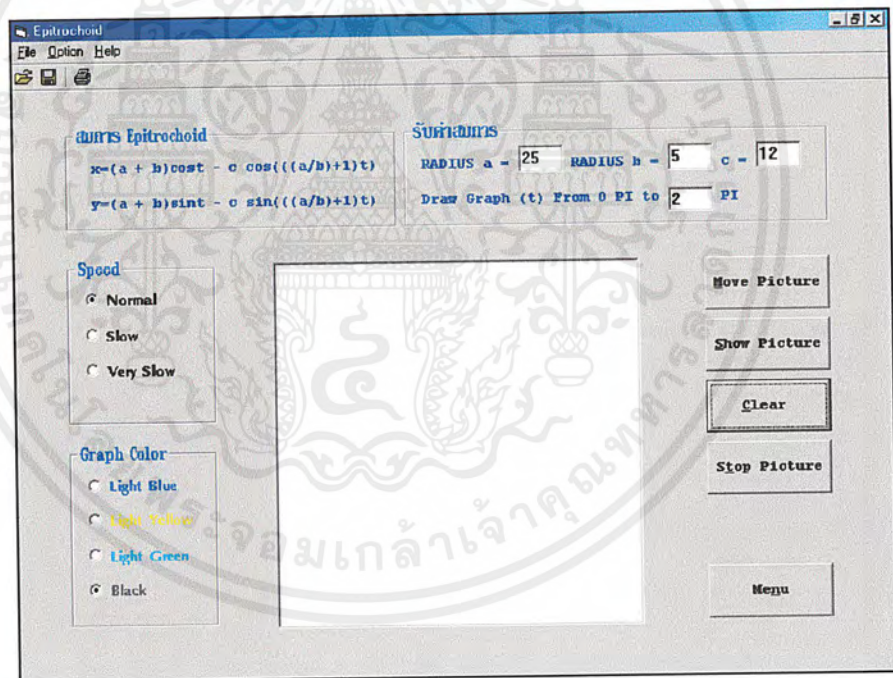 Epitrochoid
File Option Help
สมการ Epitrochoid
x=(a + b)cost - c cos(((a/b)+1)t)
y=(a + b)sint - c sin(((a/b)+1)t)
รับค่าสมการ
RADIUS a = 25 RADIUS b = 5 c = 12
Draw Graph (t) From 0 PI to 2 PI
Speed
Normal
Slow
Very Slow
Graph Color
Light Blue
Light Yellow
Light Green
Black
Move Picture
Show Picture
Clear
Stop Picture
Menu